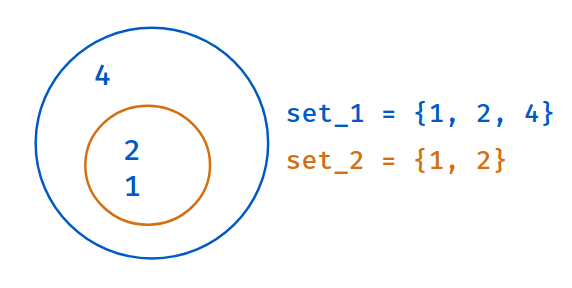 4
2
1
set_1 = {1, 2, 4}
set_2 = {1, 2}